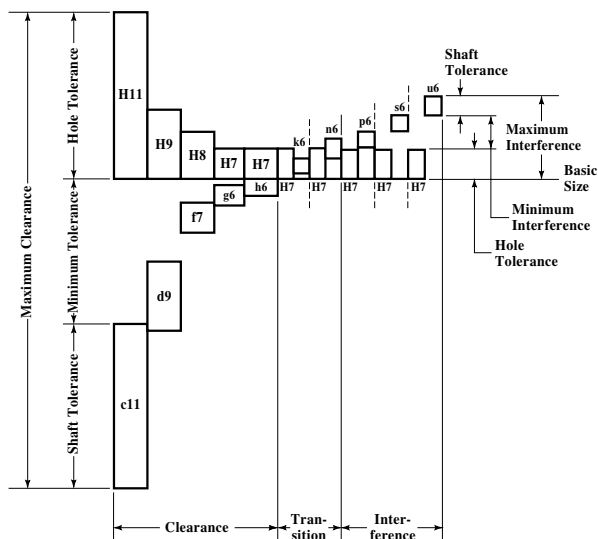 Shaft
Tolerance
u6
s6
p6
n6
k6
H11
H9
H8
H7
H7
Maximum
Interference
Basic
Size
Hole Tolerance
h6
H7
H7
H7
H7
H7
g6
f7
Minimum
Interference
Hole
Tolerance
Maximum Clearance
Minimum Tolerance
d9
c11
Shaft Tolerance
Clearance
Tran-
sition
Inter-
ference